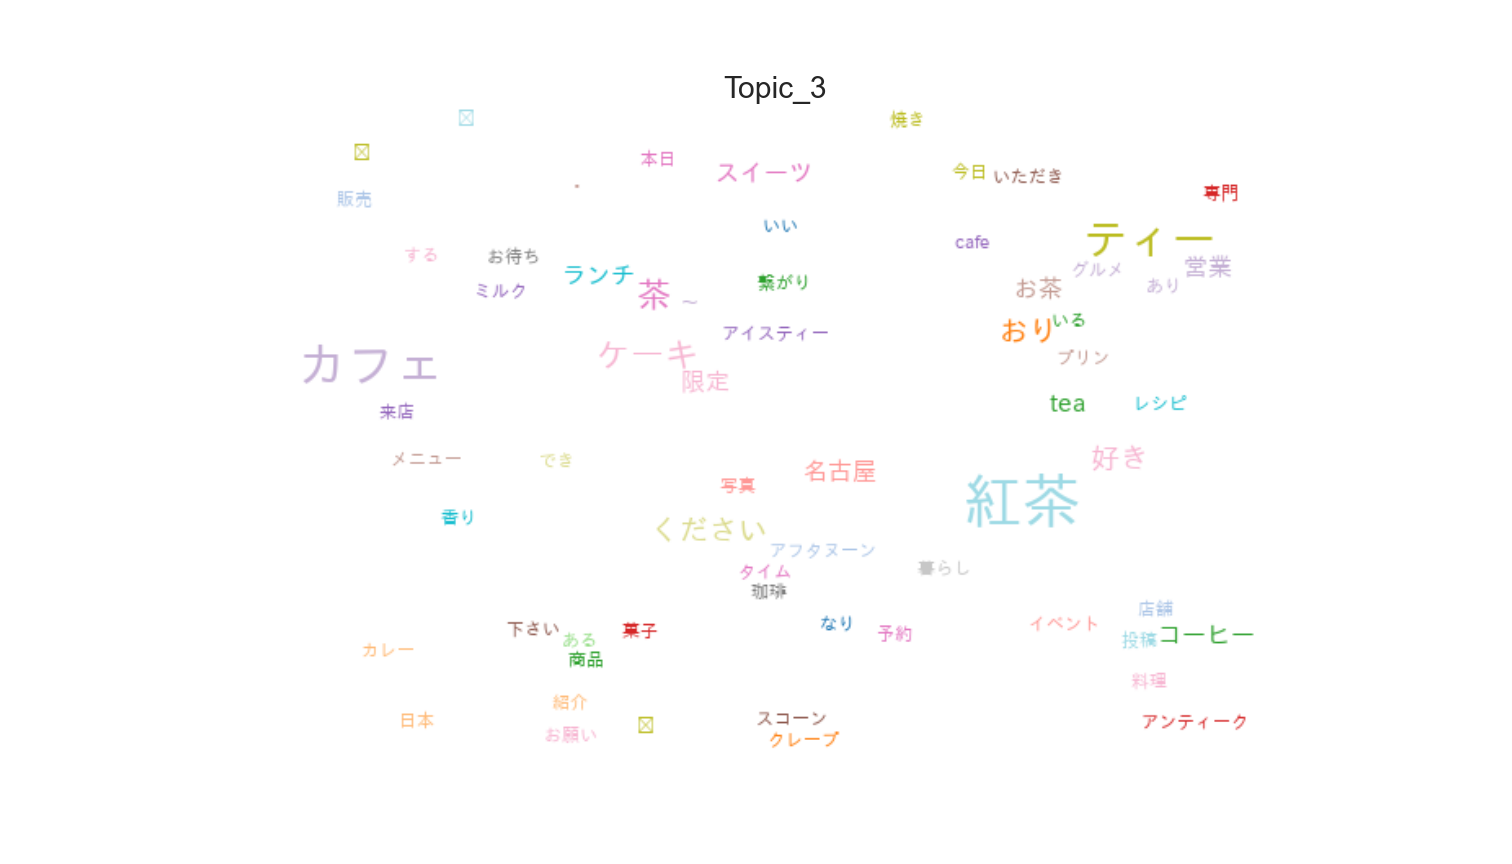 Topic_3
焼き
本日
スイーツ
今日
いただき
専門
販売
いい
ティー
cafe
する
お待ち
グルメ
営業
ランチ
繋がり
ミルク
茶
~
お茶
あり
アイスティー
おり
いる
ケーキ
プリン
カフェ
限定
来店
tea
レシピ
メニュー
でき
好き
名古屋
写真
紅茶
香り
ください
アフタヌーン
タイム
暮らし
珈琲
店舗
下さい
ある
菓子
なり
予約
イベント
投稿
コーヒー
カレー
商品
料理
紹介
日本
お願い
スコーン
クレープ
アンティーク